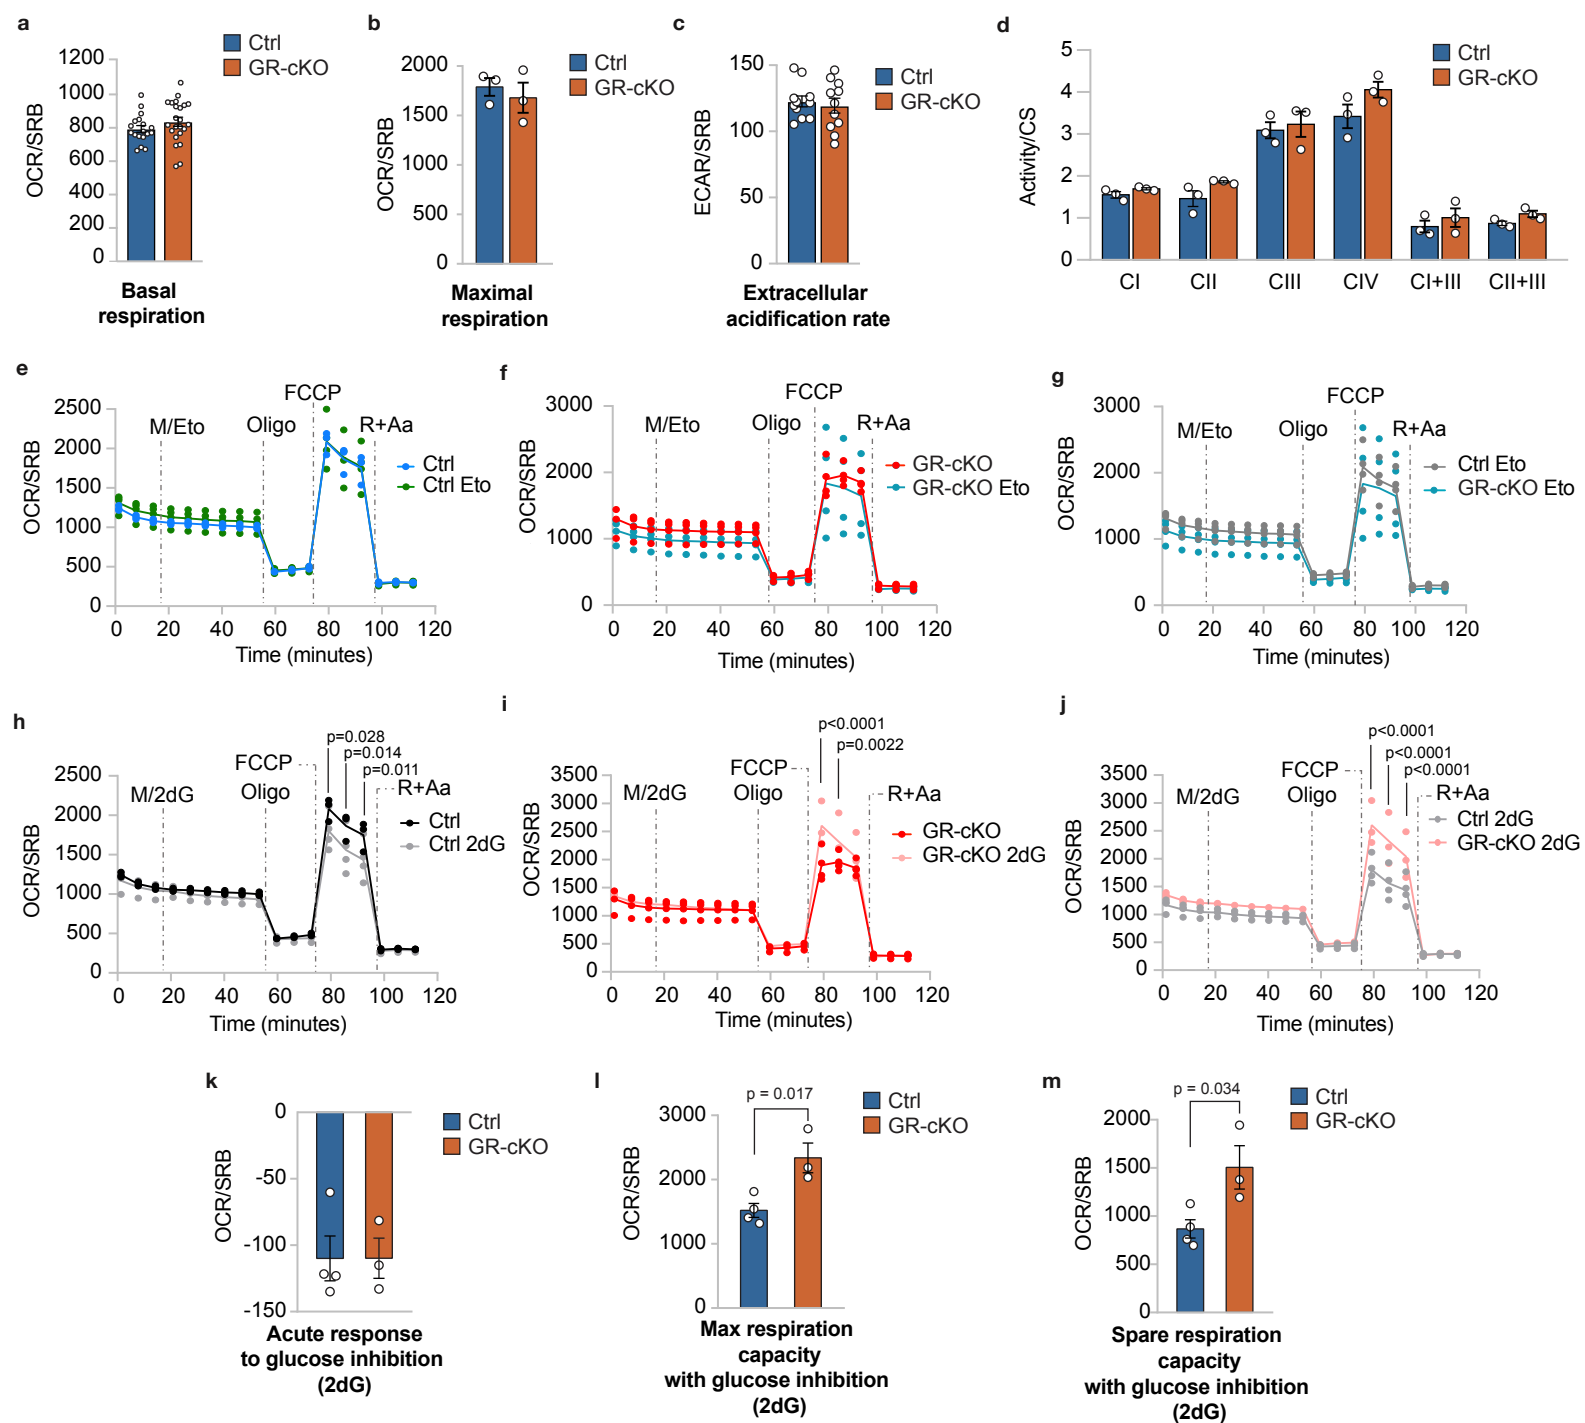 a
Ctrl
GR-cKO
1200
1000
800
600
400
200
0
OCR/SRB
Basal
respiration
b
Ctrl
GR-cKO
2000
1500
1000
500
0
OCR/SRB
Maximal
respiration
c
Ctrl
GR-cKO
150
100
50
0
ECAR/SRB
Extracellular
acidification rate
d
Ctrl
GR-cKO
5
4
3
2
1
0
Activity/CS
CI CII CIII CIV CI+III CII+III
e
FCCP
M/Eto Oligo R+Aa
2500
2000
1500
1000
500
0
OCR/SRB
Ctrl
Ctrl Eto
0 20 40 60 80 100 120
Time (minutes)
f
FCCP
M/Eto Oligo R+Aa
3000
2000
1000
0
OCR/SRB
GR-cKO
GR-cKO Eto
0 20 40 60 80 100 120
Time (minutes)
g
FCCP
M/Eto Oligo R+Aa
3000
2000
1000
0
OCR/SRB
Ctrl Eto
GR-cKO Eto
0 20 40 60 80 100 120
Time (minutes)
h
p=0.028
p=0.014
p=0.011
FCCP
M/2dG Oligo R+Aa
2500
2000
1500
1000
500
0
OCR/SRB
Ctrl
Ctrl 2dG
0 20 40 60 80 100 120
Time (minutes)
i
p<0.0001
p=0.0022
FCCP
M/2dG Oligo R+Aa
3500
3000
2500
2000
1500
1000
500
0
OCR/SRB
GR-cKO
GR-cKO 2dG
0 20 40 60 80 100 120
Time (minutes)
j
p<0.0001
p<0.0001
p<0.0001
FCCP
M/2dG Oligo R+Aa
3500
3000
2500
2000
1500
1000
500
0
OCR/SRB
Ctrl 2dG
GR-cKO 2dG
0 20 40 60 80 100 120
Time (minutes)
k
Ctrl
GR-cKO
0
-50
-100
-150
OCR/SRB
Acute response
to glucose inhibition
(2dG)
l
p = 0.017
Ctrl
GR-cKO
3000
2000
1000
0
OCR/SRB
Max respiration
capacity
with glucose inhibition
(2dG)
m
p = 0.034
Ctrl
GR-cKO
2000
1500
1000
500
0
OCR/SRB
Spare respiration
capacity
with glucose inhibition
(2dG)